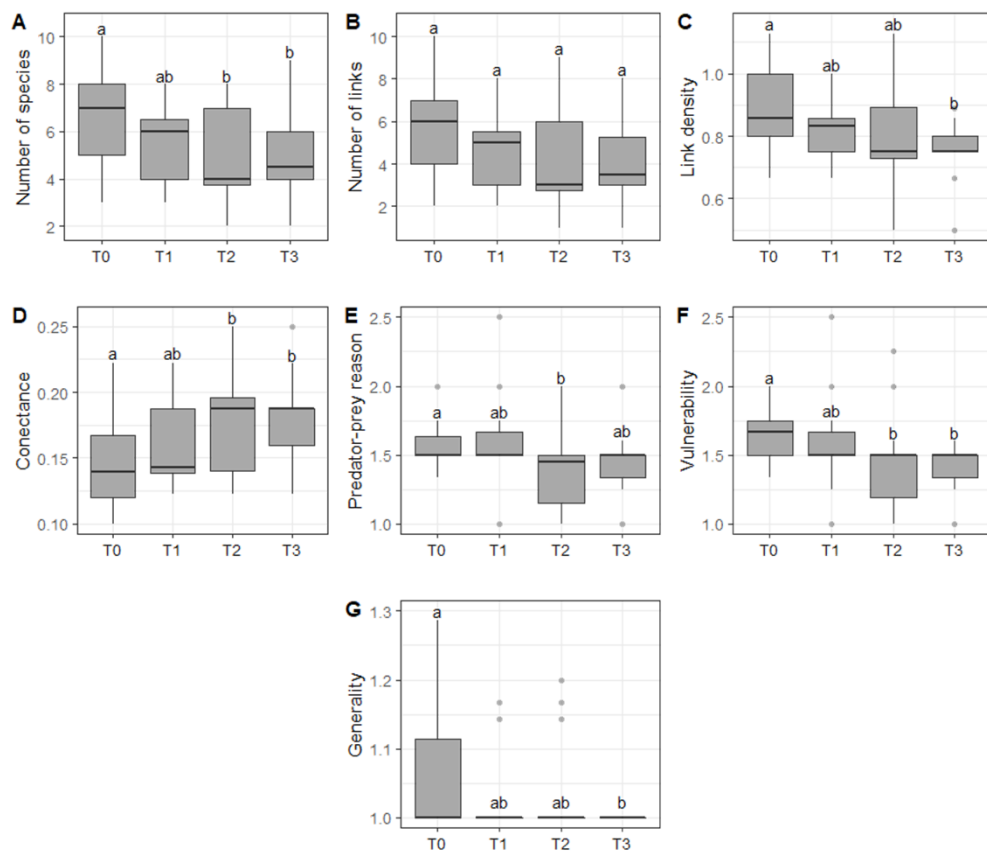 A
Number of species
10
8
6
4
2
a
ab
b
b
T0 T1 T2 T3
B
Number of links
10
8
6
4
2
a
a
a
a
T0 T1 T2 T3
C
Link density
1.0
0.8
0.6
a
ab
ab
b
T0 T1 T2 T3
D
Conectance
0.25
0.20
0.15
0.10
a
ab
b
b
T0 T1 T2 T3
E
Predator-prey reason
2.5
2.0
1.5
1.0
a
ab
b
ab
T0 T1 T2 T3
F
Vulnerability
2.5
2.0
1.5
1.0
a
ab
b
b
T0 T1 T2 T3
G
Generality
1.3
1.2
1.1
1.0
a
ab
ab
b
T0 T1 T2 T3